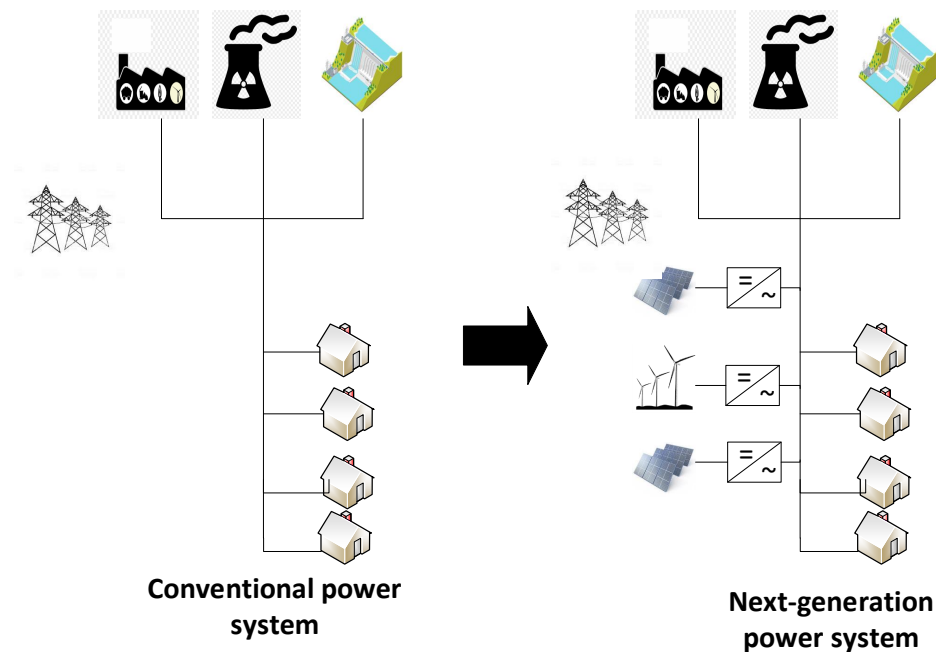 =
~
=
~
=
~
Conventional power
system
Next-generation
power system